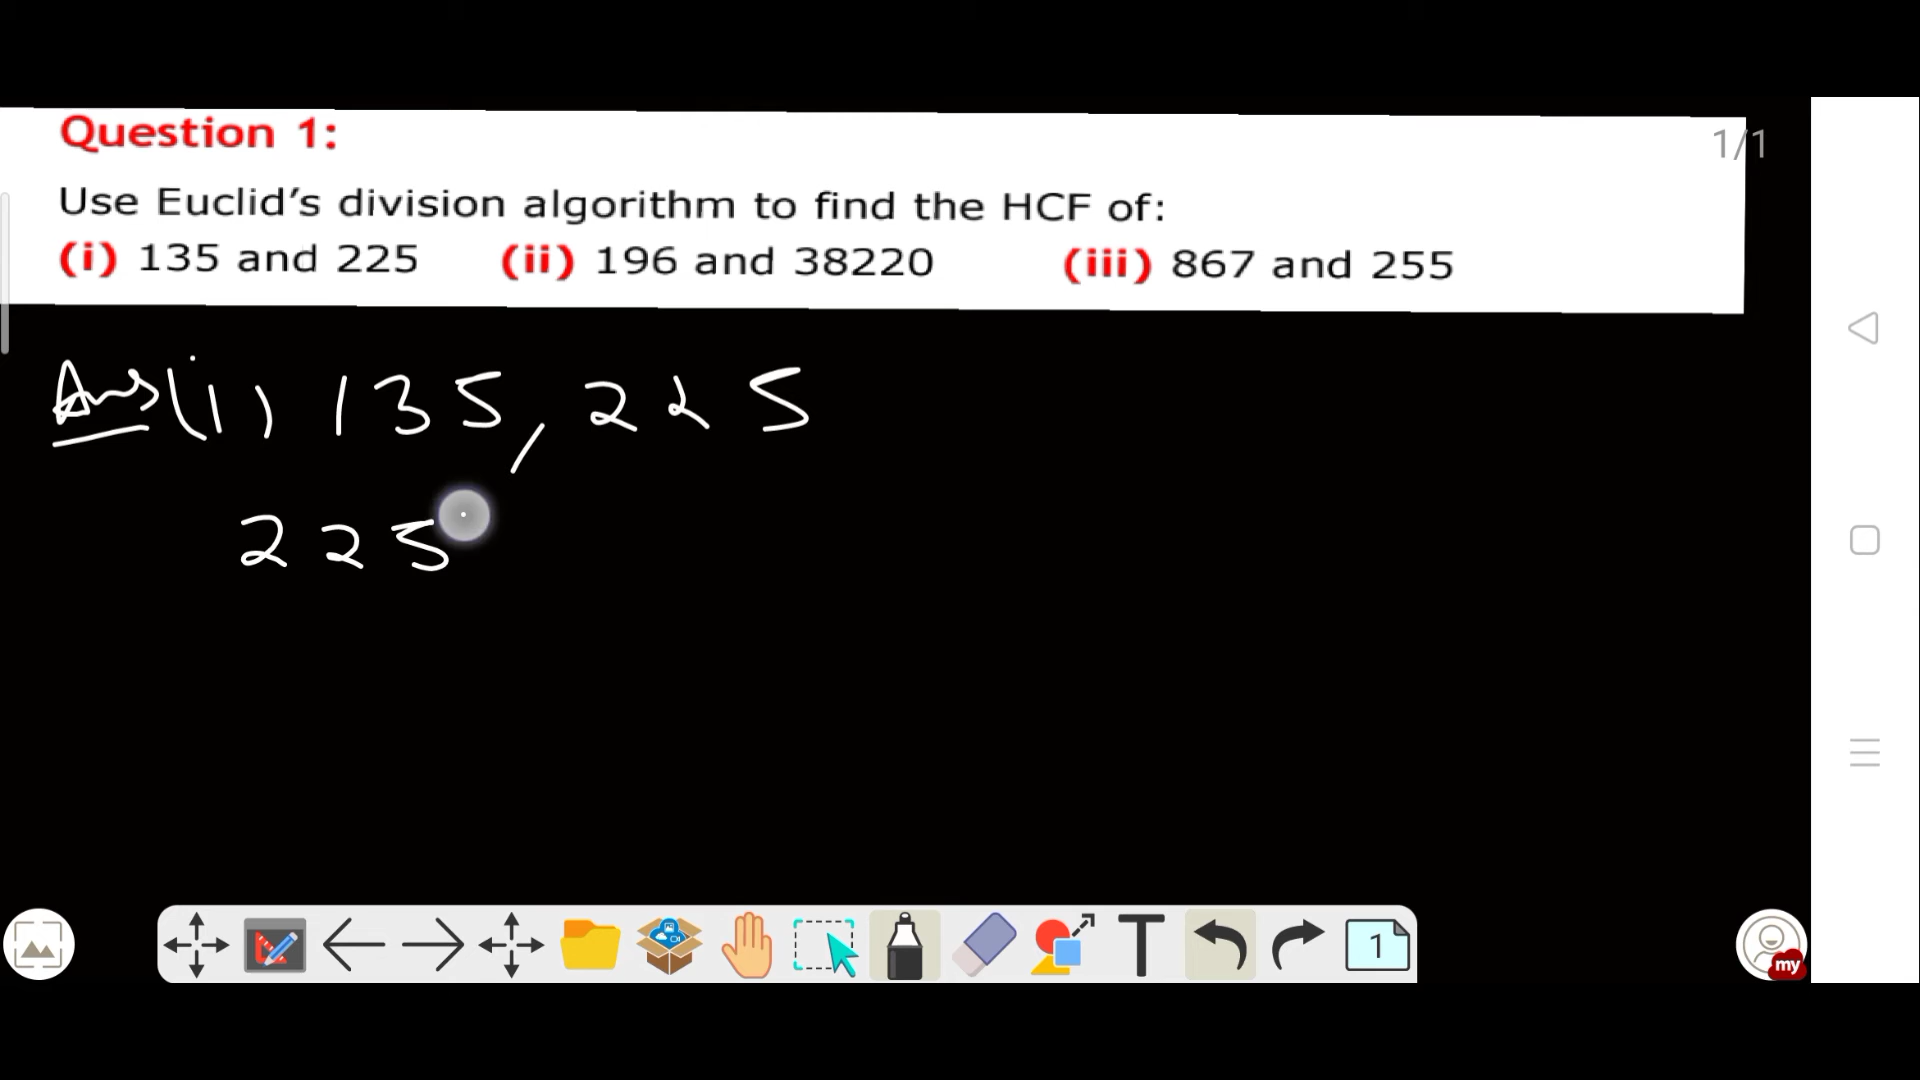 Question 1:
1/1
Use Euclid’s division algorithm to find the HCF of:
(i) 135 and 225 (ii) 196 and 38220 (iii) 867 and 255
Ans (i) 135, 225
225
T
1
my